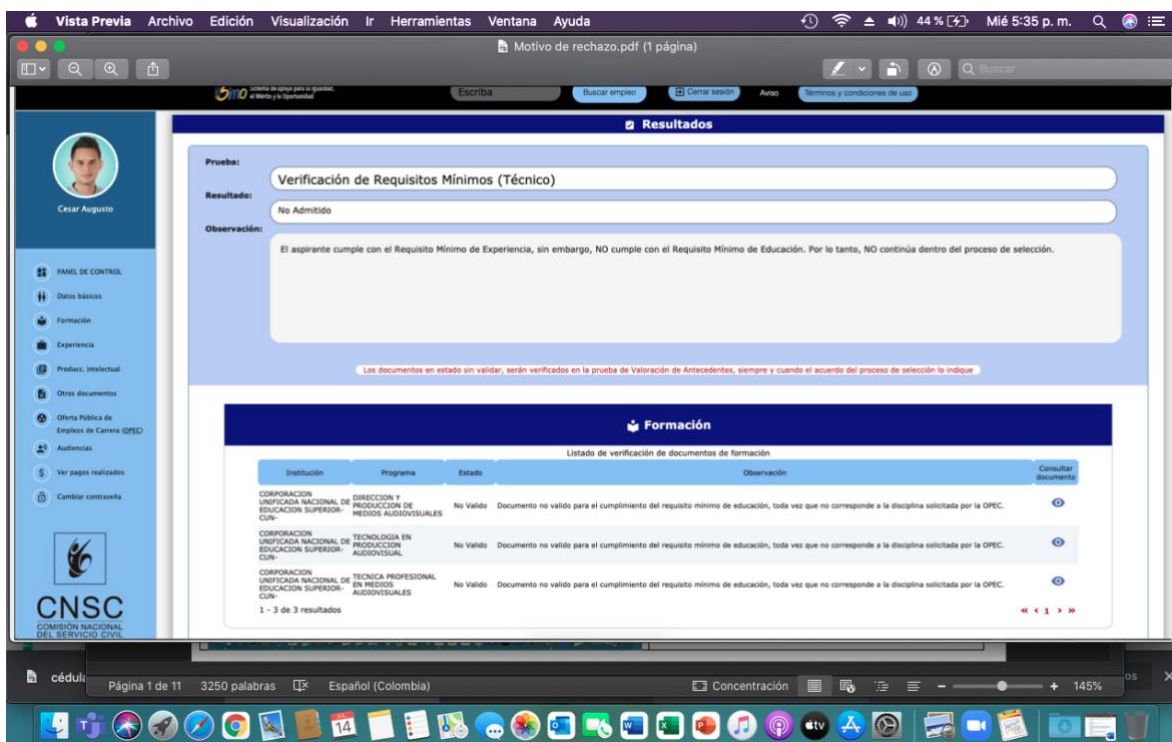 Vista Previa Archivo Edición Visualización Ir Herramientas Ventana Ayuda 44 % Mié 5:35 p. m.
Motivo de rechazo.pdf (1 página)
Buscar
Simo Sistema de apoyo para la Igualdad,
el Mérito y la Oportunidad
Escriba Buscar empleo Cerrar sesión Aviso Términos y condiciones de uso
Resultados
Cesar Augusto
Prueba:
Verificación de Requisitos Mínimos (Técnico)
Resultado:
No Admitido
Observación:
El aspirante cumple con el Requisito Mínimo de Experiencia, sin embargo, NO cumple con el Requisito Mínimo de Educación. Por lo tanto, NO continúa dentro del proceso de selección.
PANEL DE CONTROL
Datos básicos
Formación
Experiencia
Producc. intelectual
Otros documentos
Oferta Pública de
Empleos de Carrera (OPEC)
Audiencias
Ver pagos realizados
Cambiar contraseña
CNSC
COMISIÓN NACIONAL
DEL SERVICIO CIVIL
Los documentos en estado sin validar, serán verificados en la prueba de Valoración de Antecedentes, siempre y cuando el acuerdo del proceso de selección lo indique
Formación
Listado de verificación de documentos de formación
Institución Programa Estado Observación Consultar
documento
CORPORACION
UNIFICADA NACIONAL DE
EDUCACION SUPERIOR-
CUN-
DIRECCION Y
PRODUCCION DE
MEDIOS AUDIOVISUALES
No Valido Documento no valido para el cumplimiento del requisito mínimo de educación, toda vez que no corresponde a la disciplina solicitada por la OPEC.
CORPORACION
UNIFICADA NACIONAL DE
EDUCACION SUPERIOR-
CUN-
TECNOLOGIA EN
PRODUCCION
AUDIOVISUAL
No Valido Documento no valido para el cumplimiento del requisito mínimo de educación, toda vez que no corresponde a la disciplina solicitada por la OPEC.
CORPORACION
UNIFICADA NACIONAL DE
EDUCACION SUPERIOR-
CUN-
TECNICA PROFESIONAL
EN MEDIOS
AUDIOVISUALES
No Valido Documento no valido para el cumplimiento del requisito mínimo de educación, toda vez que no corresponde a la disciplina solicitada por la OPEC.
1 - 3 de 3 resultados
« ‹ 1 › »
cédula
Página 1 de 11 3250 palabras Español (Colombia) Concentración 145%
14
tv